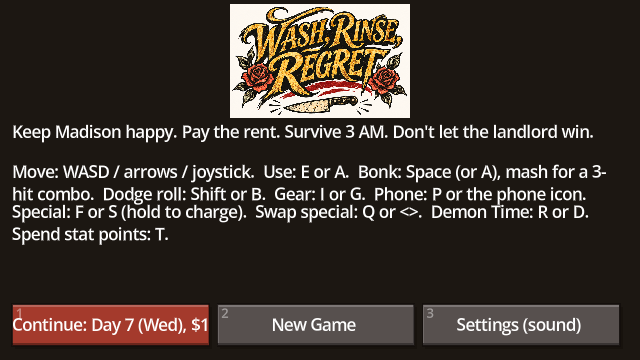 WASH, RINSE,
REGRET
Keep Madison happy. Pay the rent. Survive 3 AM. Don't let the landlord win.
Move: WASD / arrows / joystick.  Use: E or A.  Bonk: Space (or A), mash for a 3-
hit combo.  Dodge roll: Shift or B.  Gear: I or G.  Phone: P or the phone icon.
Special: F or S (hold to charge).  Swap special: Q or <>.  Demon Time: R or D.
Spend stat points: T.
1
Continue: Day 7 (Wed), $1
2
New Game
3
Settings (sound)